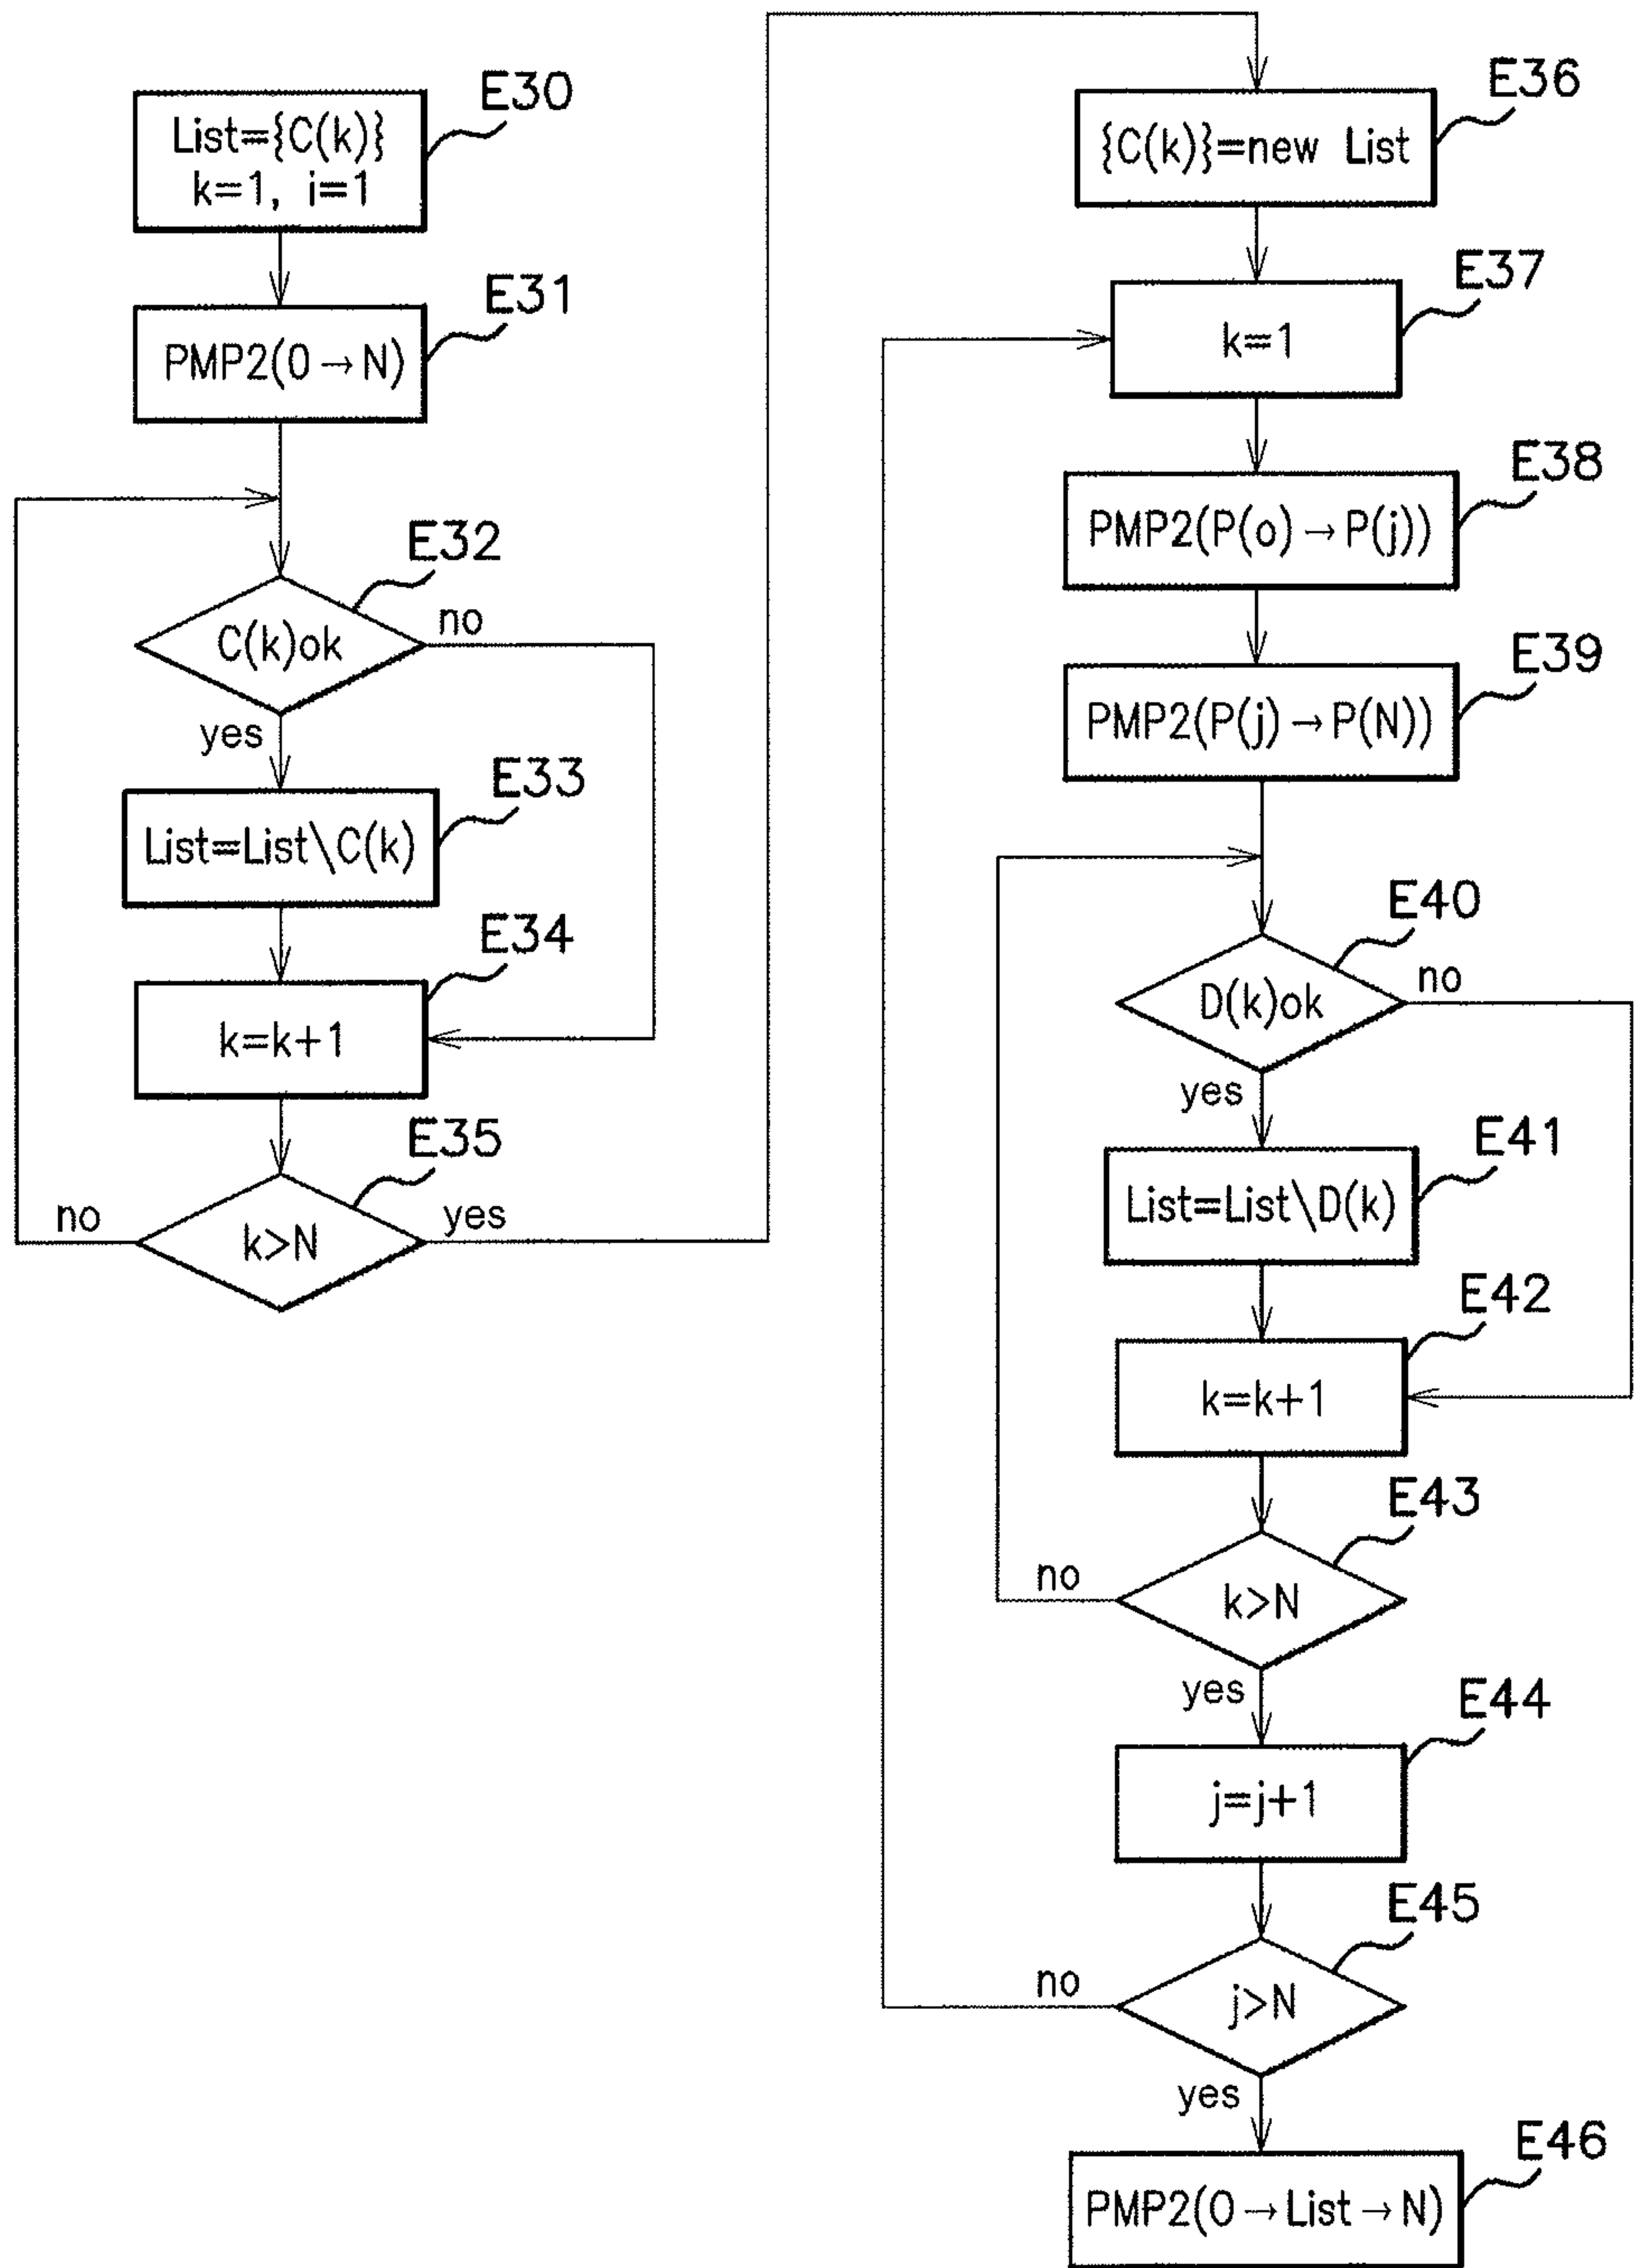 E30
List={C(k)}
k=1, i=1
E31
PMP2(0→N)
E32
C(k)ok
no
yes
E33
List=List\C(k)
E34
k=k+1
E35
no
k>N
yes
E36
{C(k)}=new List
E37
k=1
E38
PMP2(P(o)→P(j))
E39
PMP2(P(j)→P(N))
E40
D(k)ok
no
yes
E41
List=List\D(k)
E42
k=k+1
E43
no
k>N
yes
E44
j=j+1
E45
no
j>N
yes
E46
PMP2(O→List→N)